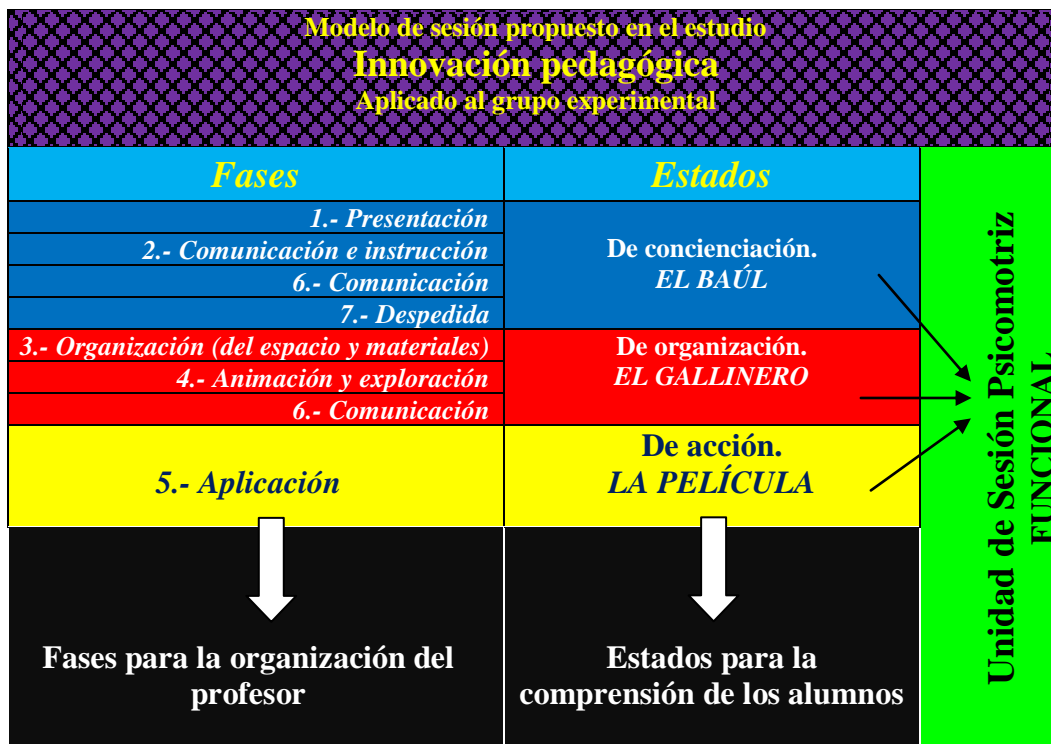 Modelo de sesión propuesto en el estudio
Innovación pedagógica
Aplicado al grupo experimental
Fases
Estados
1.- Presentación
2.- Comunicación e instrucción
6.- Comunicación
7.- Despedida
De concienciación.
EL BAÚL
3.- Organización (del espacio y materiales)
4.- Animación y exploración
6.- Comunicación
De organización.
EL GALLINERO
5.- Aplicación
De acción.
LA PELÍCULA
Fases para la organización del
profesor
Estados para la
comprensión de los alumnos
Unidad de Sesión Psicomotriz
FUNCIONAL